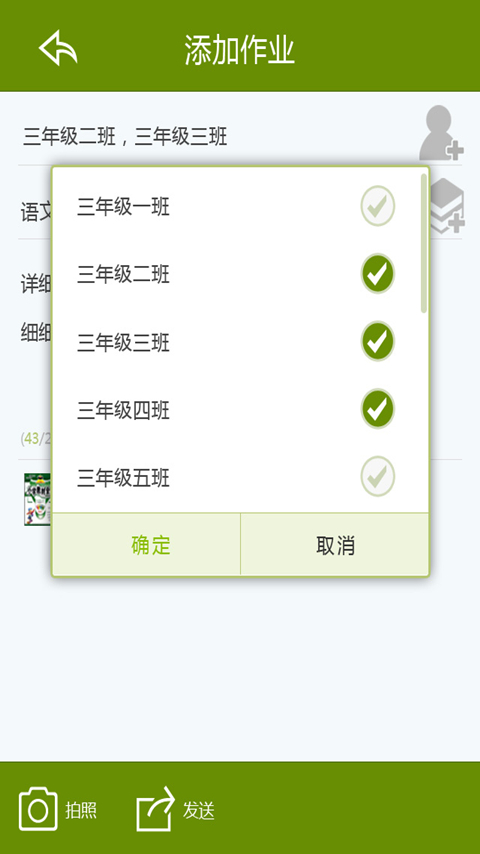 添加作业
三年级二班，三年级三班
语文
详细
细细
(43/2
三年级一班
三年级二班
三年级三班
三年级四班
三年级五班
确定 取消
拍照 发送